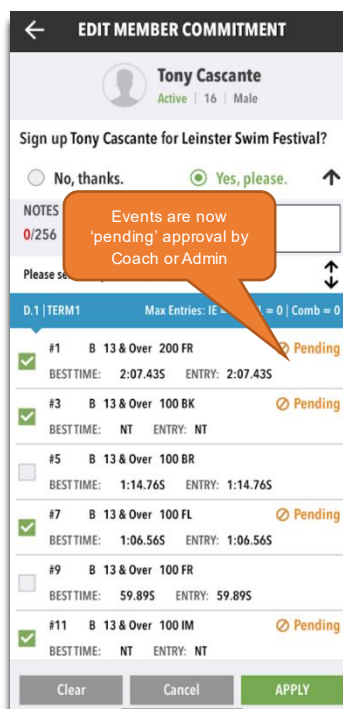 EDIT MEMBER COMMITMENT
Tony Cascante
Active | 16 | Male
Sign up Tony Cascante for Leinster Swim Festival?
No, thanks. Yes, please.
NOTES
0/256
Events are now
‘pending’ approval by
Coach or Admin
Please se
D.1 | TERM1 Max Entries: IE = = 0 | Comb = 0
#1 B 13 & Over 200 FR Pending
BESTTIME: 2:07.43S ENTRY: 2:07.43S
#3 B 13 & Over 100 BK Pending
BESTTIME: NT ENTRY: NT
#5 B 13 & Over 100 BR
BESTTIME: 1:14.76S ENTRY: 1:14.76S
#7 B 13 & Over 100 FL Pending
BESTTIME: 1:06.56S ENTRY: 1:06.56S
#9 B 13 & Over 100 FR
BESTTIME: 59.89S ENTRY: 59.89S
#11 B 13 & Over 100 IM Pending
BESTTIME: NT ENTRY: NT
Clear Cancel APPLY